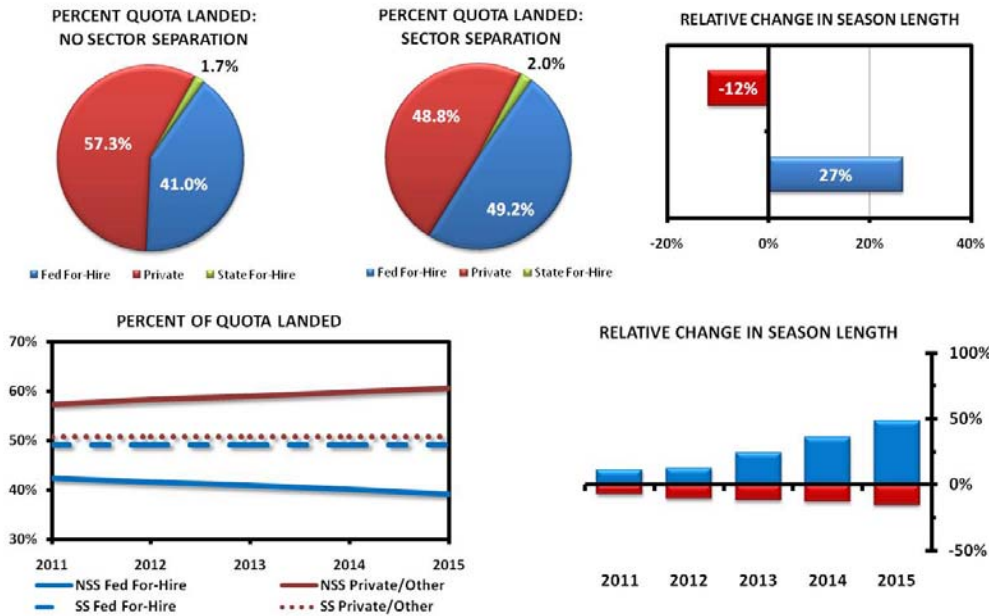 PERCENT QUOTA LANDED:
NO SECTOR SEPARATION
1.7%
57.3%
41.0%
Fed For-Hire Private State For-Hire
PERCENT QUOTA LANDED:
SECTOR SEPARATION
2.0%
48.8%
49.2%
Fed For-Hire Private State For-Hire
RELATIVE CHANGE IN SEASON LENGTH
-12%
27%
-20% 0% 20% 40%
PERCENT OF QUOTA LANDED
70%
60%
50%
40%
30%
2011 2012 2013 2014 2015
NSS Fed For-Hire NSS Private/Other
SS Fed For-Hire SS Private/Other
RELATIVE CHANGE IN SEASON LENGTH
100%
50%
0%
-50%
2011 2012 2013 2014 2015